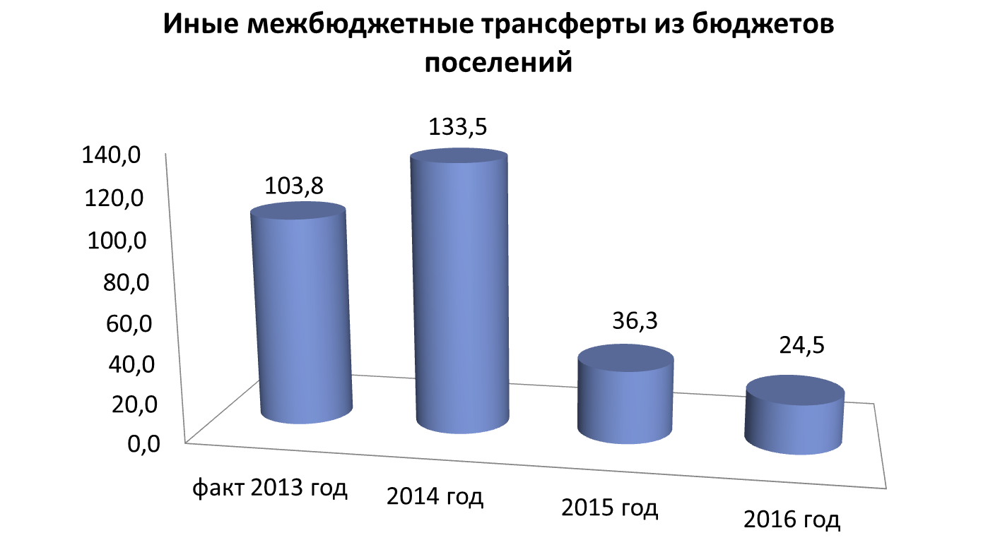 Иные межбюджетные трансферты из бюджетов
поселений
133,5
140,0
103,8
120,0
100,0
80,0
36,3
60,0
24,5
40,0
20,0
0,0
факт 2013 год
2014 год
2015 год
2016 год